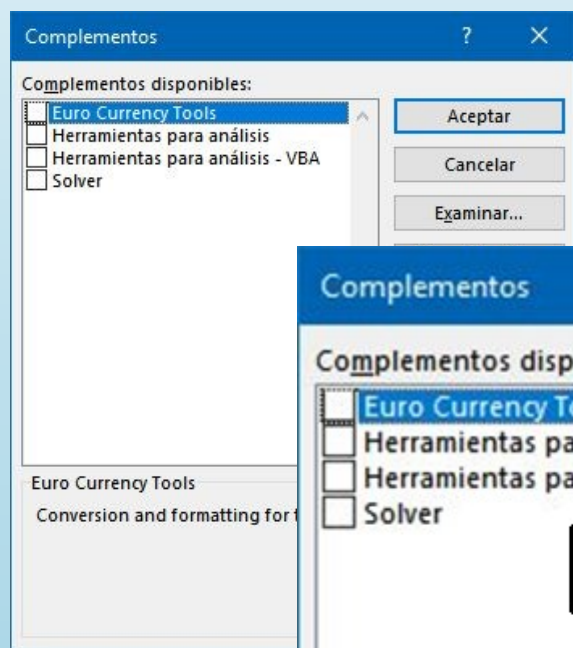 Complementos ? ×
Complementos disponibles:
Euro Currency Tools
Herramientas para análisis
Herramientas para análisis - VBA
Solver
Aceptar
Cancelar
Examinar...
Euro Currency Tools
Conversion and formatting for
Complementos
Complementos disp
Euro Currency To
Herramientas pa
Herramientas pa
Solver